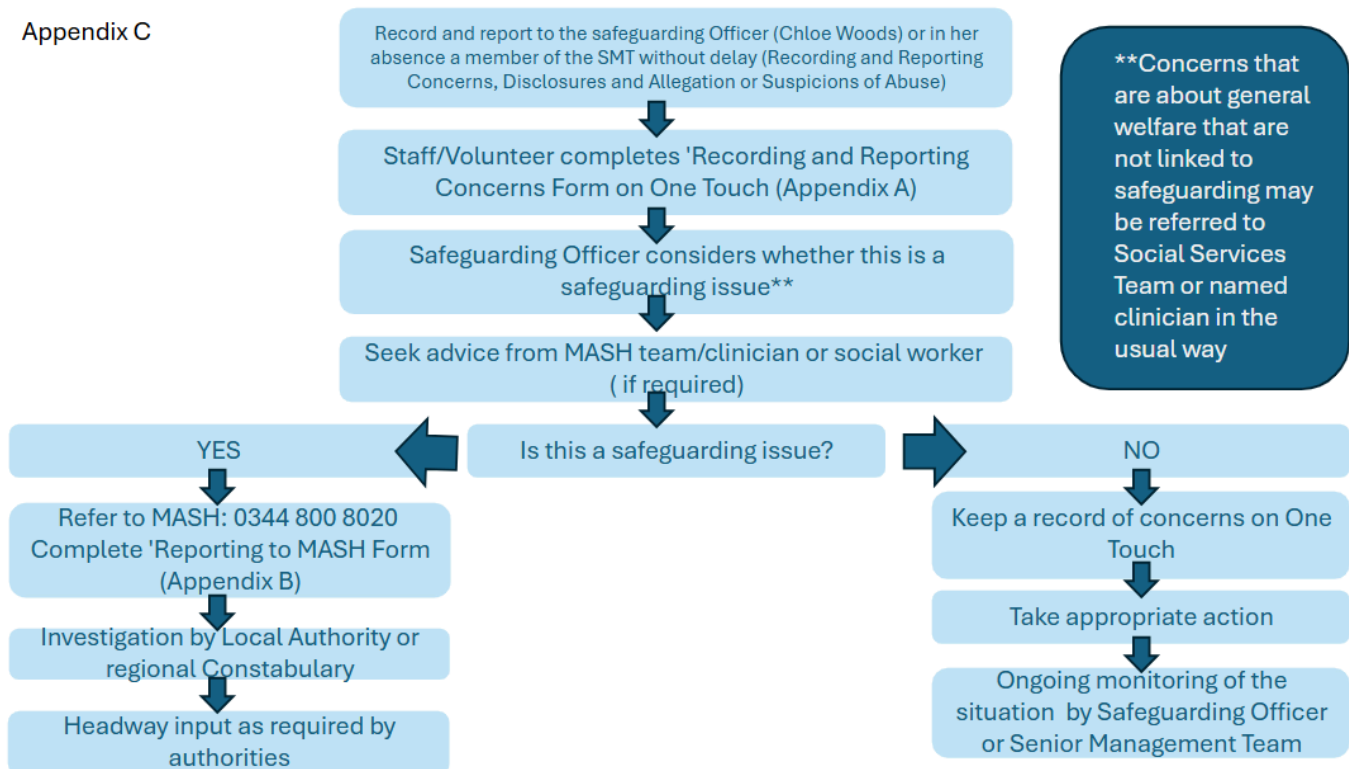 Appendix C
Record and report to the safeguarding Officer (Chloe Woods) or in her
absence a member of the SMT without delay (Recording and Reporting
Concerns, Disclosures and Allegation or Suspicions of Abuse)
Staff/Volunteer completes 'Recording and Reporting
Concerns Form on One Touch (Appendix A)
Safeguarding Officer considers whether this is a
safeguarding issue**
Seek advice from MASH team/clinician or social worker
( if required)
**Concerns that
are about general
welfare that are
not linked to
safeguarding may
be referred to
Social Services
Team or named
clinician in the
usual way
Is this a safeguarding issue?
YES
Refer to MASH: 0344 800 8020
Complete 'Reporting to MASH Form
(Appendix B)
Investigation by Local Authority or
regional Constabulary
Headway input as required by
authorities
NO
Keep a record of concerns on One
Touch
Take appropriate action
Ongoing monitoring of the
situation by Safeguarding Officer
or Senior Management Team